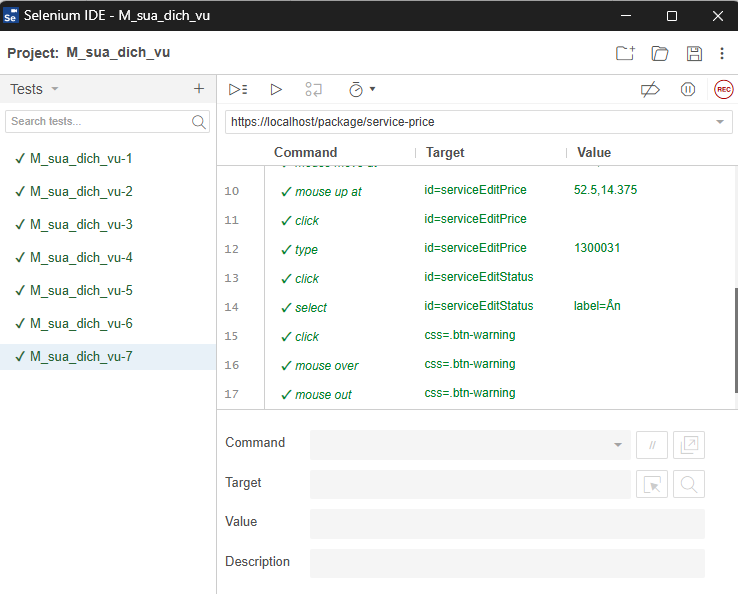 Selenium IDE - M_sua_dich_vu
Project: M_sua_dich_vu
Tests
Search tests...
M_sua_dich_vu-1
M_sua_dich_vu-2
M_sua_dich_vu-3
M_sua_dich_vu-4
M_sua_dich_vu-5
M_sua_dich_vu-6
M_sua_dich_vu-7
REC
https://localhost/package/service-price
Command Target Value
10 mouse up at id=serviceEditPrice 52.5,14.375
11 click id=serviceEditPrice
12 type id=serviceEditPrice 1300031
13 click id=serviceEditStatus
14 select id=serviceEditStatus label=Ẩn
15 click css=.btn-warning
16 mouse over css=.btn-warning
17 mouse out css=.btn-warning
Command
//
Target
Value
Description